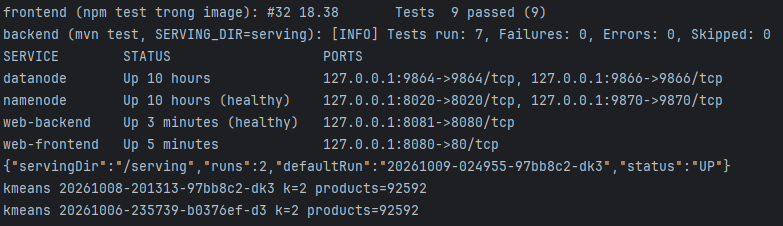 frontend (npm test trong image): #32 18.38       Tests  9 passed (9)
backend (mvn test, SERVING_DIR=serving): [INFO] Tests run: 7, Failures: 0, Errors: 0, Skipped: 0
SERVICE        STATUS                   PORTS
datanode       Up 10 hours              127.0.0.1:9864->9864/tcp, 127.0.0.1:9866->9866/tcp
namenode       Up 10 hours (healthy)    127.0.0.1:8020->8020/tcp, 127.0.0.1:9870->9870/tcp
web-backend    Up 3 minutes (healthy)   127.0.0.1:8081->8080/tcp
web-frontend   Up 5 minutes             127.0.0.1:8080->80/tcp
{"servingDir":"/serving","runs":2,"defaultRun":"20261009-024955-97bb8c2-dk3","status":"UP"}
kmeans 20261008-201313-97bb8c2-dk3 k=2 products=92592
kmeans 20261006-235739-b0376ef-d3 k=2 products=92592